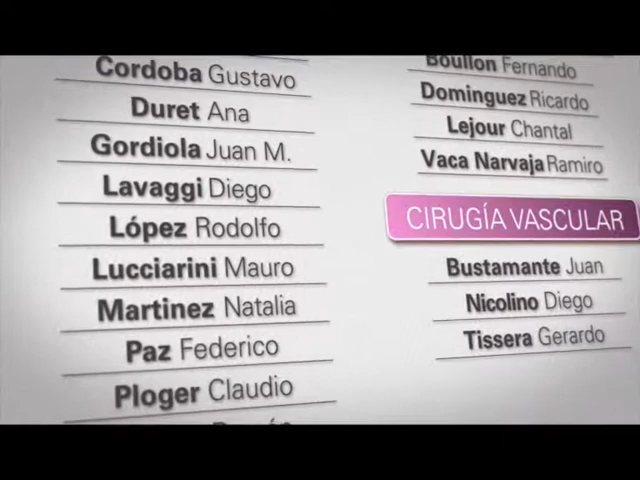 Cordoba Gustavo
Duret Ana
Gordiola Juan M.
Lavaggi Diego
López Rodolfo
Lucciarini Mauro
Martinez Natalia
Paz Federico
Ploger Claudio
Boullon Fernando
Dominguez Ricardo
Lejour Chantal
Vaca Narvaja Ramiro
CIRUGÍA VASCULAR
Bustamante Juan
Nicolino Diego
Tissera Gerardo